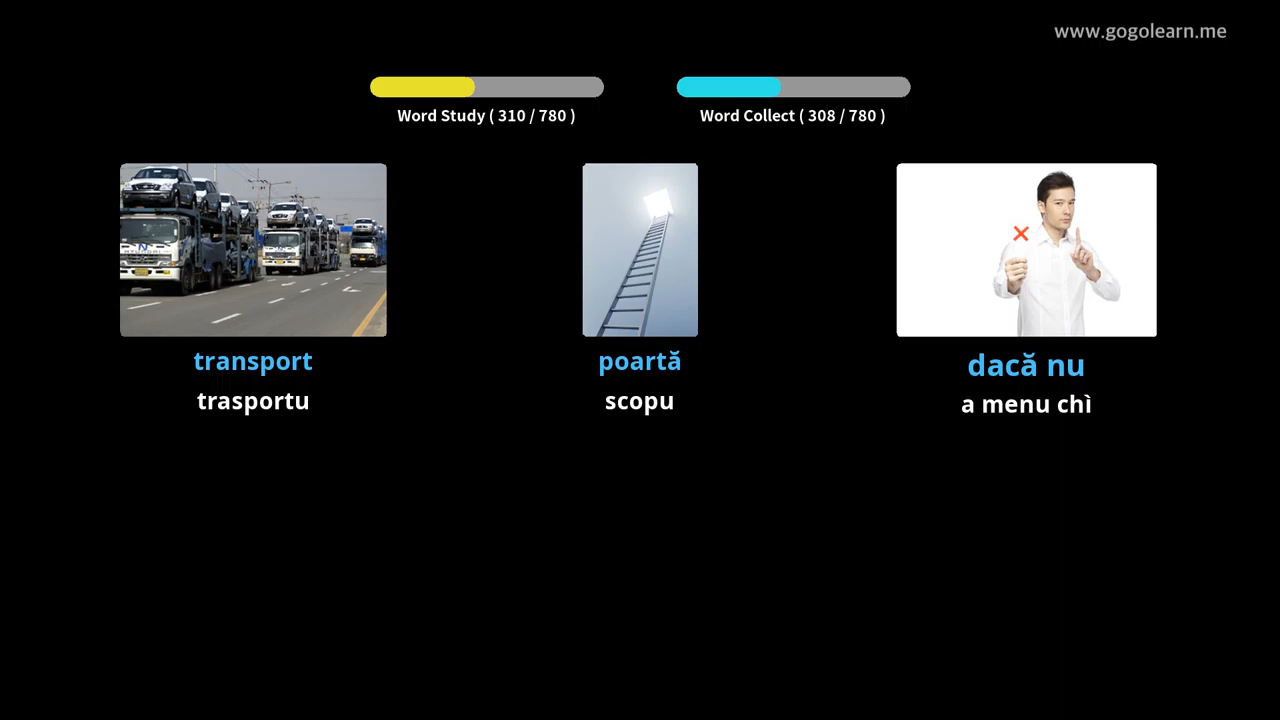 www.gogolearn.me
Word Study ( 310 / 780 )
Word Collect ( 308 / 780 )
transport
trasportu
poartă
scopu
dacă nu
a menu chì